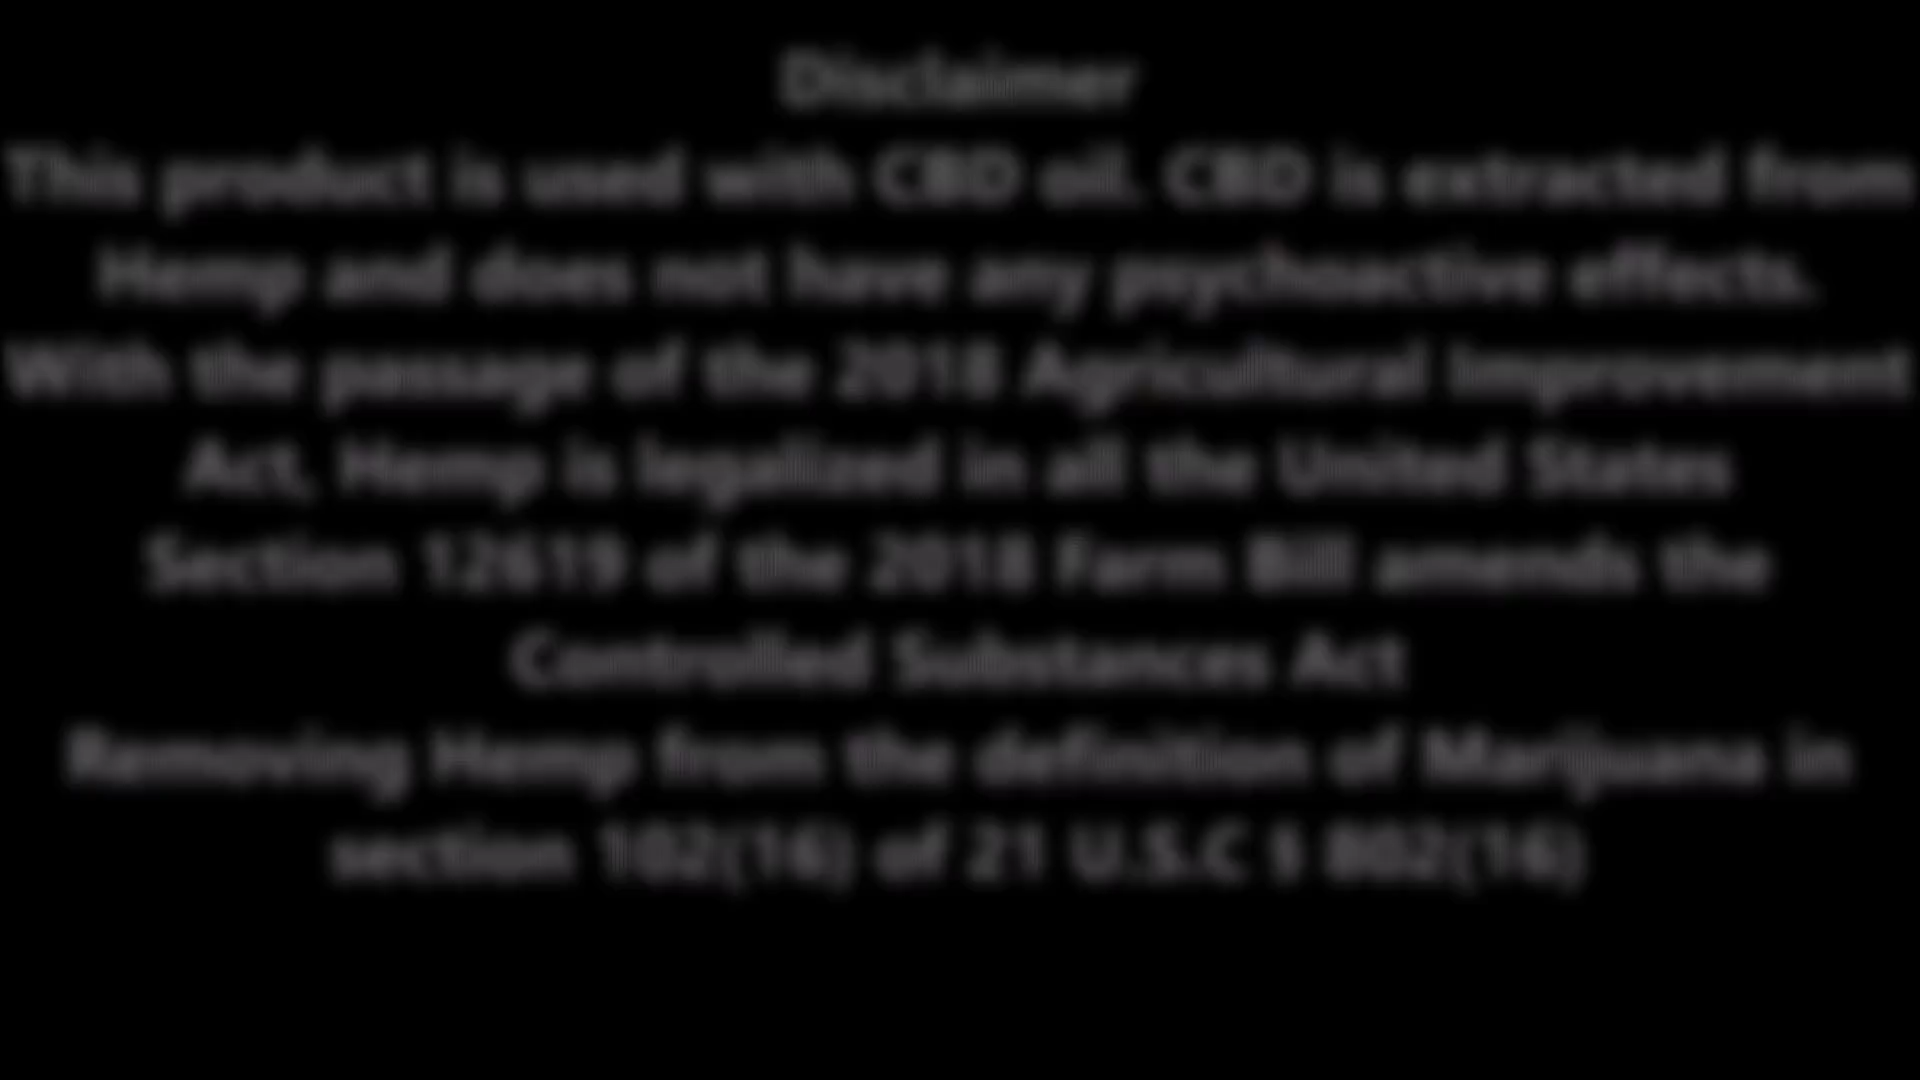 Disclaimer
This product is used with CBD oil. CBD is extracted from
Hemp and does not have any psychoactive effects.
With the passage of the 2018 Agricultural Improvement
Act, Hemp is legalized in all the United States
Section 12619 of the 2018 Farm Bill amends the
Controlled Substances Act
Removing Hemp from the definition of Marijuana in
section 102(16) of 21 U.S.C § 802(16)